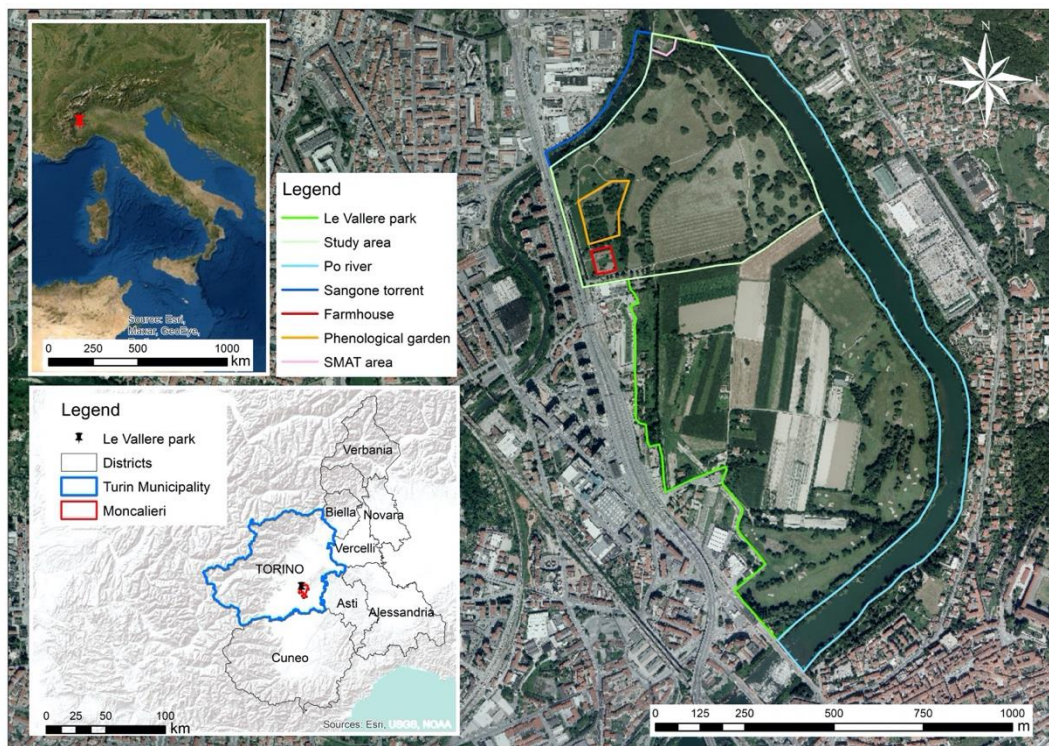 Legend
Le Vallere park
Study area
Po river
Sangone torrent
Farmhouse
Phenological garden
SMAT area
Source: Esri,
Maxar, GeoEye,
0 250 500 1000
km
Legend
Le Vallere park
Districts
Turin Municipality
Moncalieri
Verbania
Biella
Novara
Vercelli
TORINO
Asti
Alessandria
Cuneo
0 25 50 100
km
Sources: Esri, USGS, NOAA
N
W
E
S
0 125 250 500 750 1000
m